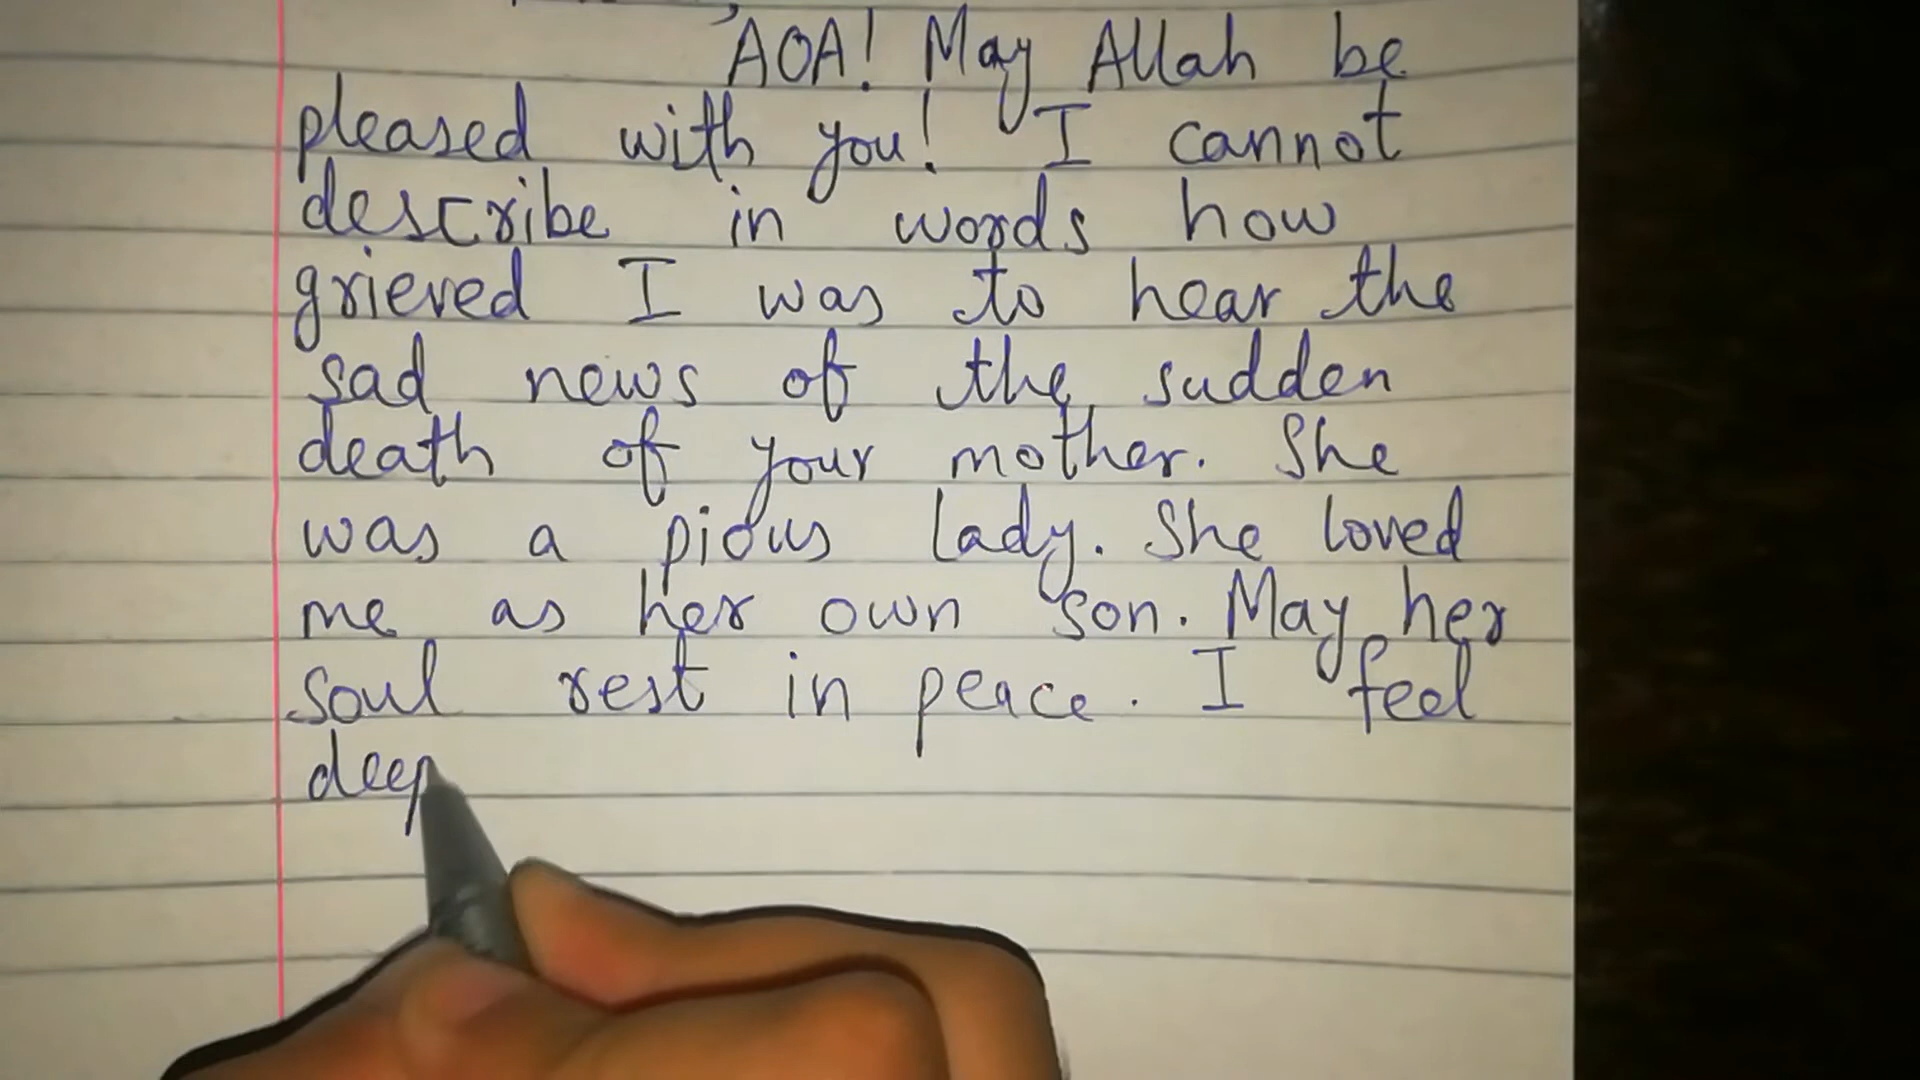 'AOA! May Allah be
pleased with you! I cannot
describe in words how
grieved I was to hear the
sad news of the sudden
death of your mother. She
was a pious lady. She loved
me as her own son. May her
soul rest in peace. I feel
deep